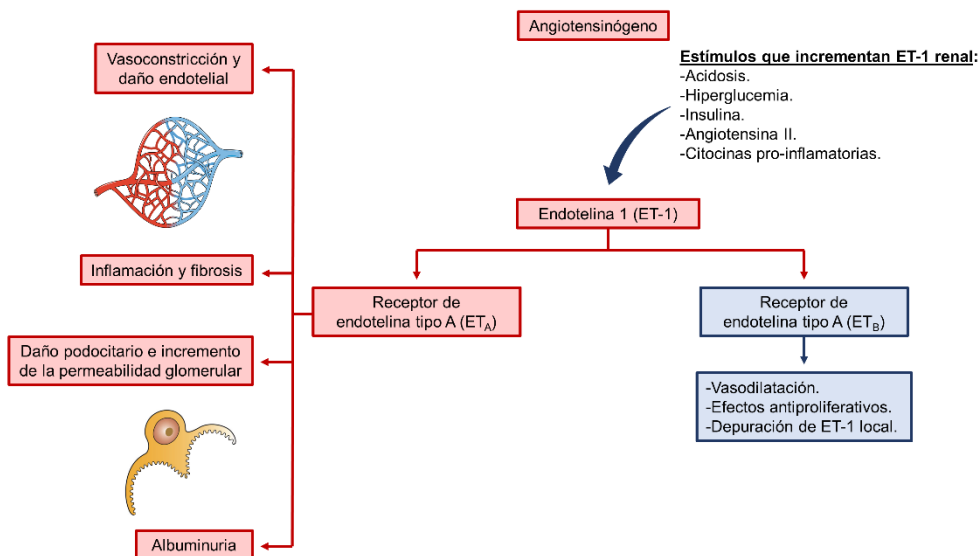 Angiotensinógeno
Estímulos que incrementan ET-1 renal:
-Acidosis.
-Hiperglucemia.
-Insulina.
-Angiotensina II.
-Citocinas pro-inflamatorias.
Endotelina 1 (ET-1)
Receptor de
endotelina tipo A (ETA)
Receptor de
endotelina tipo A (ETB)
-Vasodilatación.
-Efectos antiproliferativos.
-Depuración de ET-1 local.
Vasoconstricción y
daño endotelial
Inflamación y fibrosis
Daño podocitario e incremento
de la permeabilidad glomerular
Albuminuria